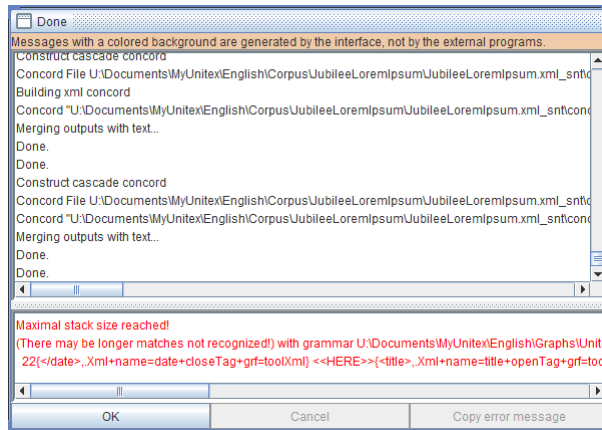 Done
Messages with a colored background are generated by the interface, not by the external programs.
Construct cascade concord
Concord File U:\Documents\MyUnitex\English\Corpus\JubileeLoremIpsum\JubileeLoremIpsum.xml_snt\c
Building xml concord
Concord "U:\Documents\MyUnitex\English\Corpus\JubileeLoremIpsum\JubileeLoremIpsum.xml_snt\conc
Merging outputs with text...
Done.
Done.
Construct cascade concord
Concord File U:\Documents\MyUnitex\English\Corpus\JubileeLoremIpsum\JubileeLoremIpsum.xml_snt\c
Concord "U:\Documents\MyUnitex\English\Corpus\JubileeLoremIpsum\JubileeLoremIpsum.xml_snt\conc
Merging outputs with text...
Done.
Done.
Maximal stack size reached!
(There may be longer matches not recognized!) with grammar U:\Documents\MyUnitex\English\Graphs\Unit
22{</date>,.Xml+name=date+closeTag+grf=toolXml} <<HERE>>{<title>,.Xml+name=title+openTag+grf=too
OK Cancel Copy error message